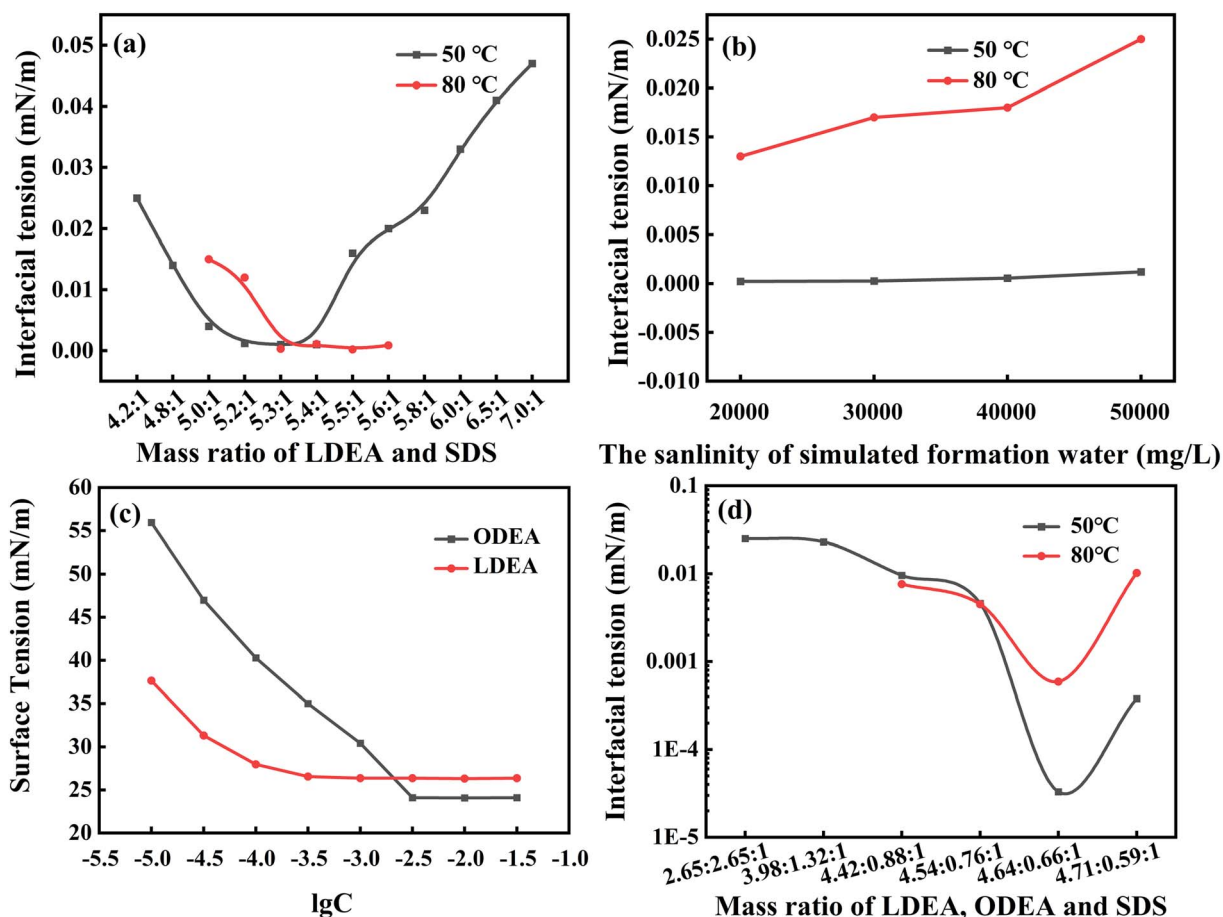 (a)
50 °C
80 °C
0.05
0.04
0.03
0.02
0.01
0.00
Interfacial tension (mN/m)
4.2:1 4.8:1 5.0:1 5.2:1 5.3:1 5.4:1 5.5:1 5.6:1 5.8:1 6.0:1 6.5:1 7.0:1
Mass ratio of LDEA and SDS
(b)
50 °C
80 °C
0.025
0.020
0.015
0.010
0.005
0.000
-0.005
-0.010
Interfacial tension (mN/m)
20000 30000 40000 50000
The sanlinity of simulated formation water (mg/L)
(c)
ODEA
LDEA
60
55
50
45
40
35
30
25
20
Surface Tension (mN/m)
-5.5 -5.0 -4.5 -4.0 -3.5 -3.0 -2.5 -2.0 -1.5 -1.0
lgC
(d)
50°C
80°C
0.1
0.01
0.001
1E-4
1E-5
Interfacial tension (mN/m)
2.65:2.65:1 3.98:1.32:1 4.42:0.88:1 4.54:0.76:1 4.64:0.66:1 4.71:0.59:1
Mass ratio of LDEA, ODEA and SDS